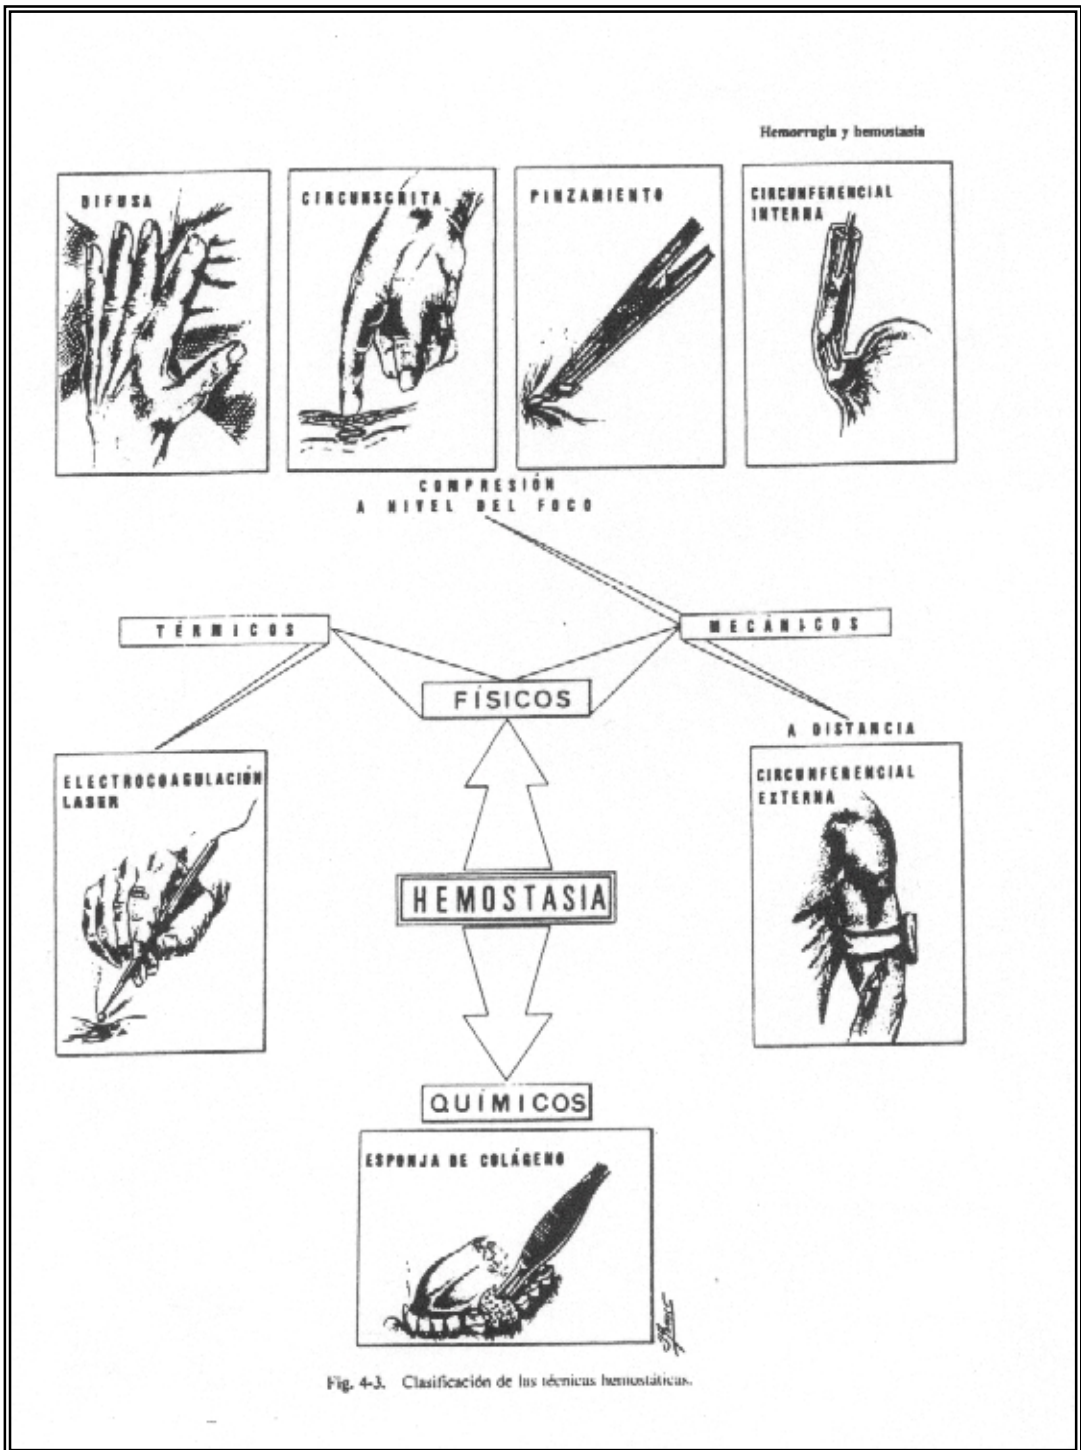 Hemorragia y hemostasia
DIFUSA
CIRCUNSCRITA
PINZAMIENTO
CIRCUNFERENCIAL
INTERNA
COMPRESIÓN
A NIVEL DEL FOCO
TÉRMICOS
MECÁNICOS
FÍSICOS
A DISTANCIA
ELECTROCOAGULACIÓN
LASER
CIRCUNFERENCIAL
EXTERNA
HEMOSTASIA
QUÍMICOS
ESPONJA DE COLÁGENO
Fig. 4-3. Clasificación de las técnicas hemostáticas.